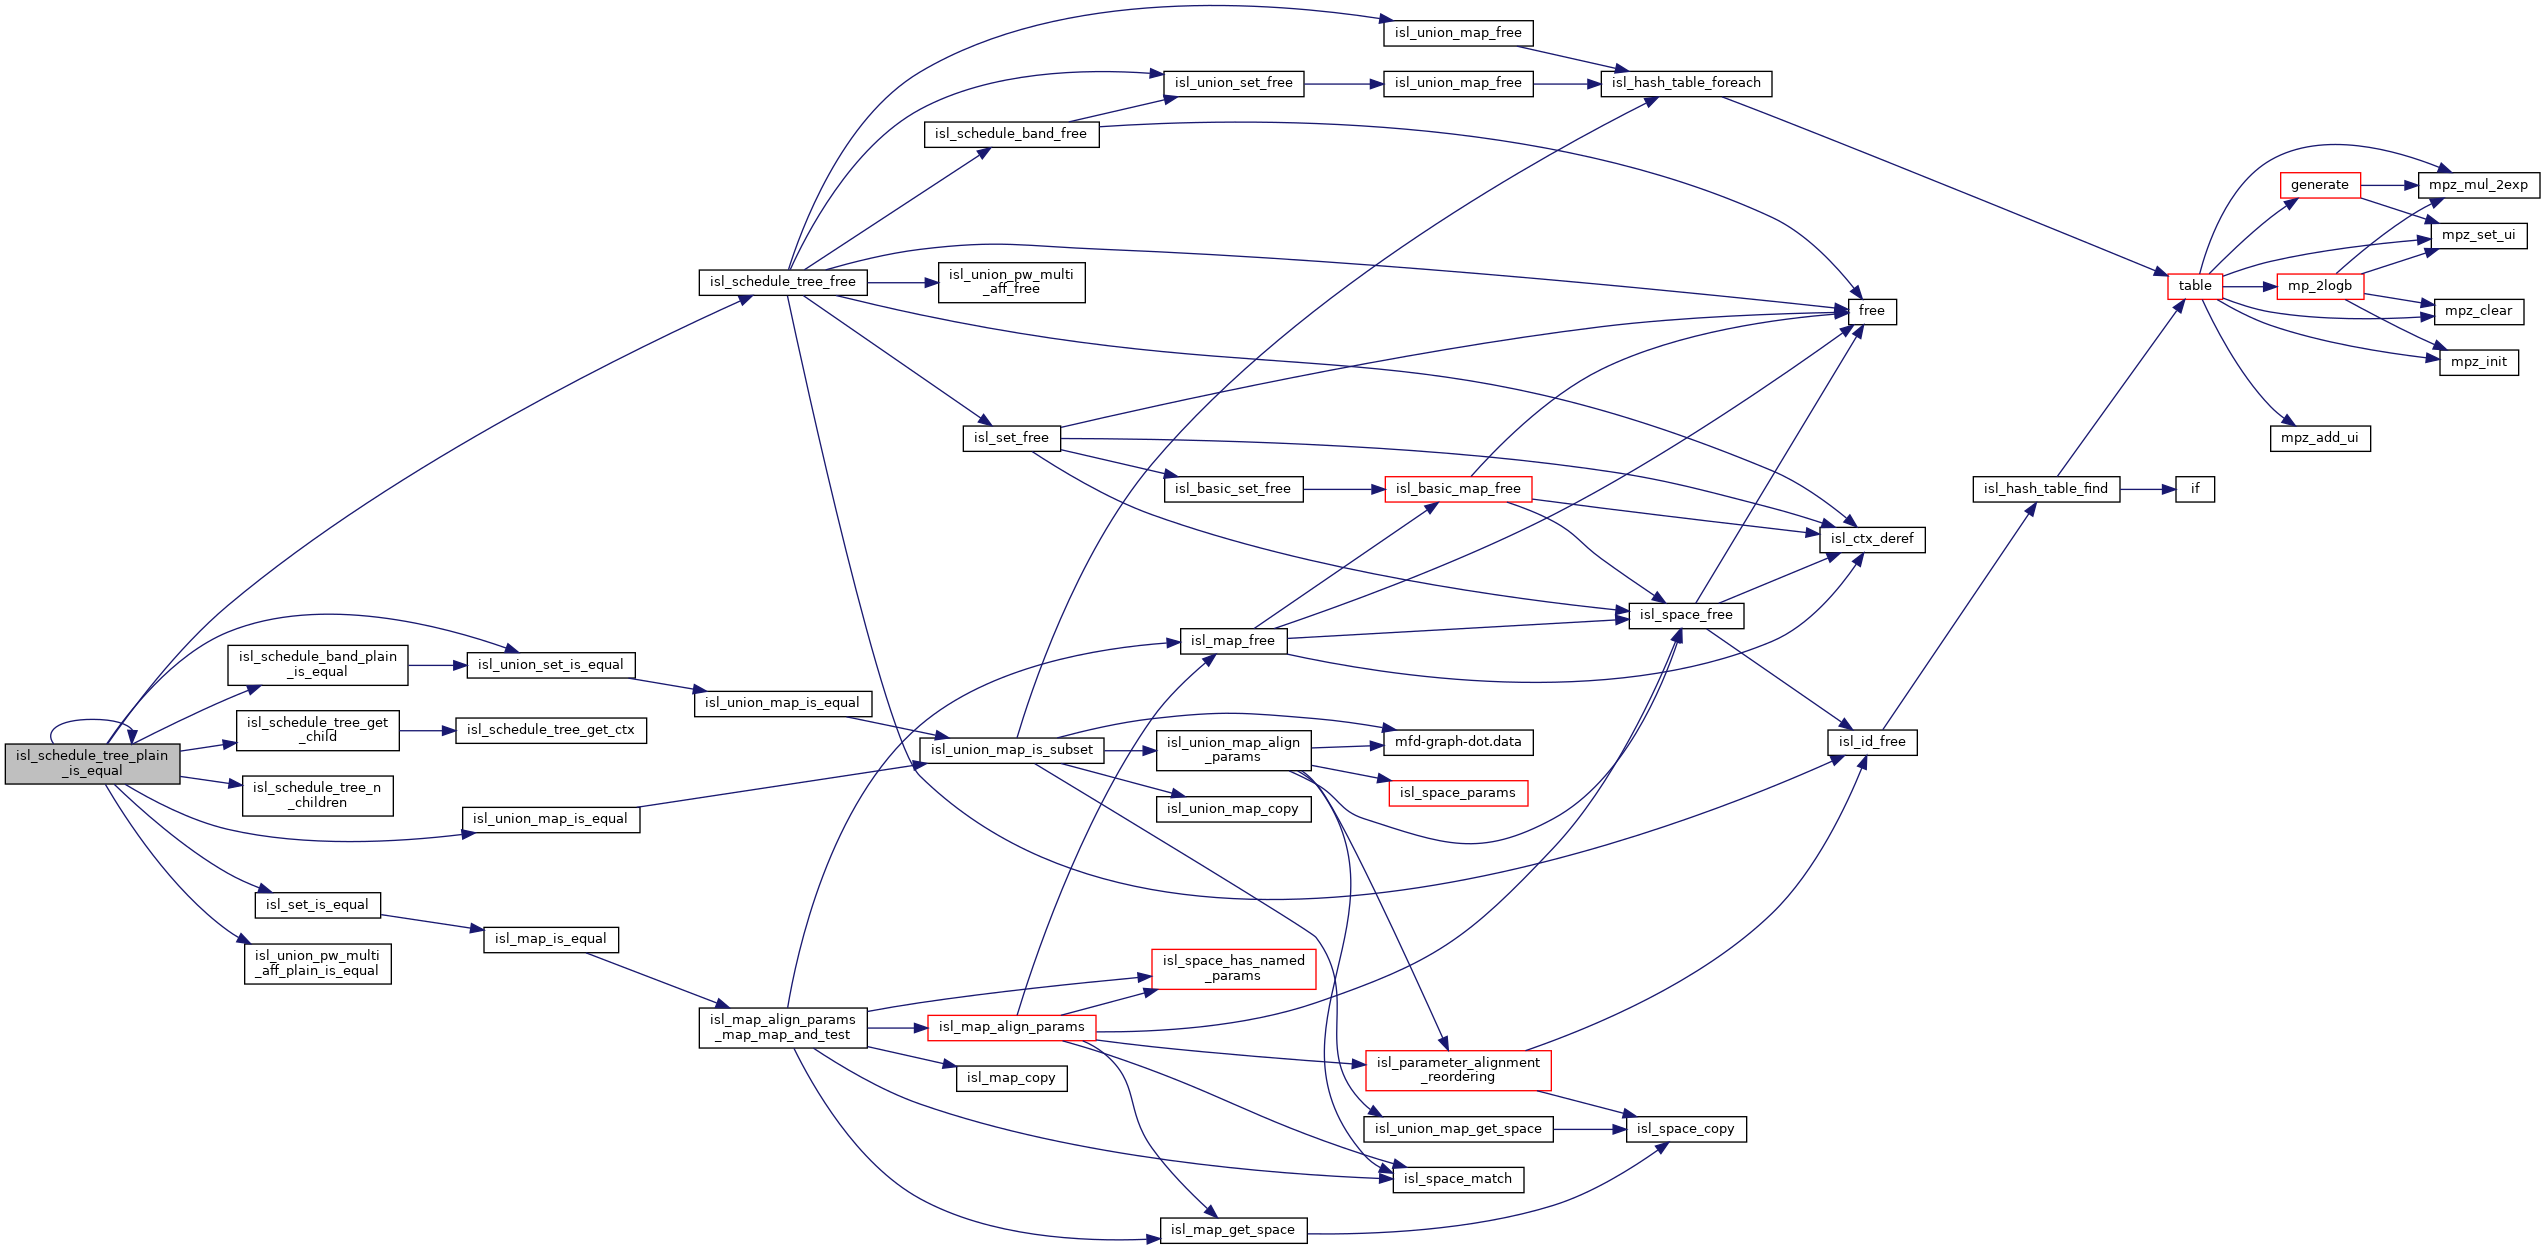 isl_union_map_free
isl_union_set_free
isl_union_map_free
isl_hash_table_foreach
isl_schedule_band_free
generate
mpz_mul_2exp
mpz_set_ui
isl_schedule_tree_free
isl_union_pw_multi
_aff_free
table
mp_2logb
free
mpz_clear
mpz_init
isl_set_free
mpz_add_ui
isl_basic_set_free
isl_basic_map_free
isl_hash_table_find
if
isl_ctx_deref
isl_space_free
isl_map_free
isl_schedule_band_plain
_is_equal
isl_union_set_is_equal
isl_union_map_is_equal
isl_schedule_tree_get
_child
isl_schedule_tree_get_ctx
isl_schedule_tree_plain
_is_equal
isl_union_map_is_subset
isl_union_map_align
_params
mfd-graph-dot.data
isl_id_free
isl_schedule_tree_n
_children
isl_space_params
isl_union_map_copy
isl_union_map_is_equal
isl_set_is_equal
isl_map_is_equal
isl_union_pw_multi
_aff_plain_is_equal
isl_space_has_named
_params
isl_map_align_params
_map_map_and_test
isl_map_align_params
isl_map_copy
isl_parameter_alignment
_reordering
isl_union_map_get_space
isl_space_copy
isl_space_match
isl_map_get_space